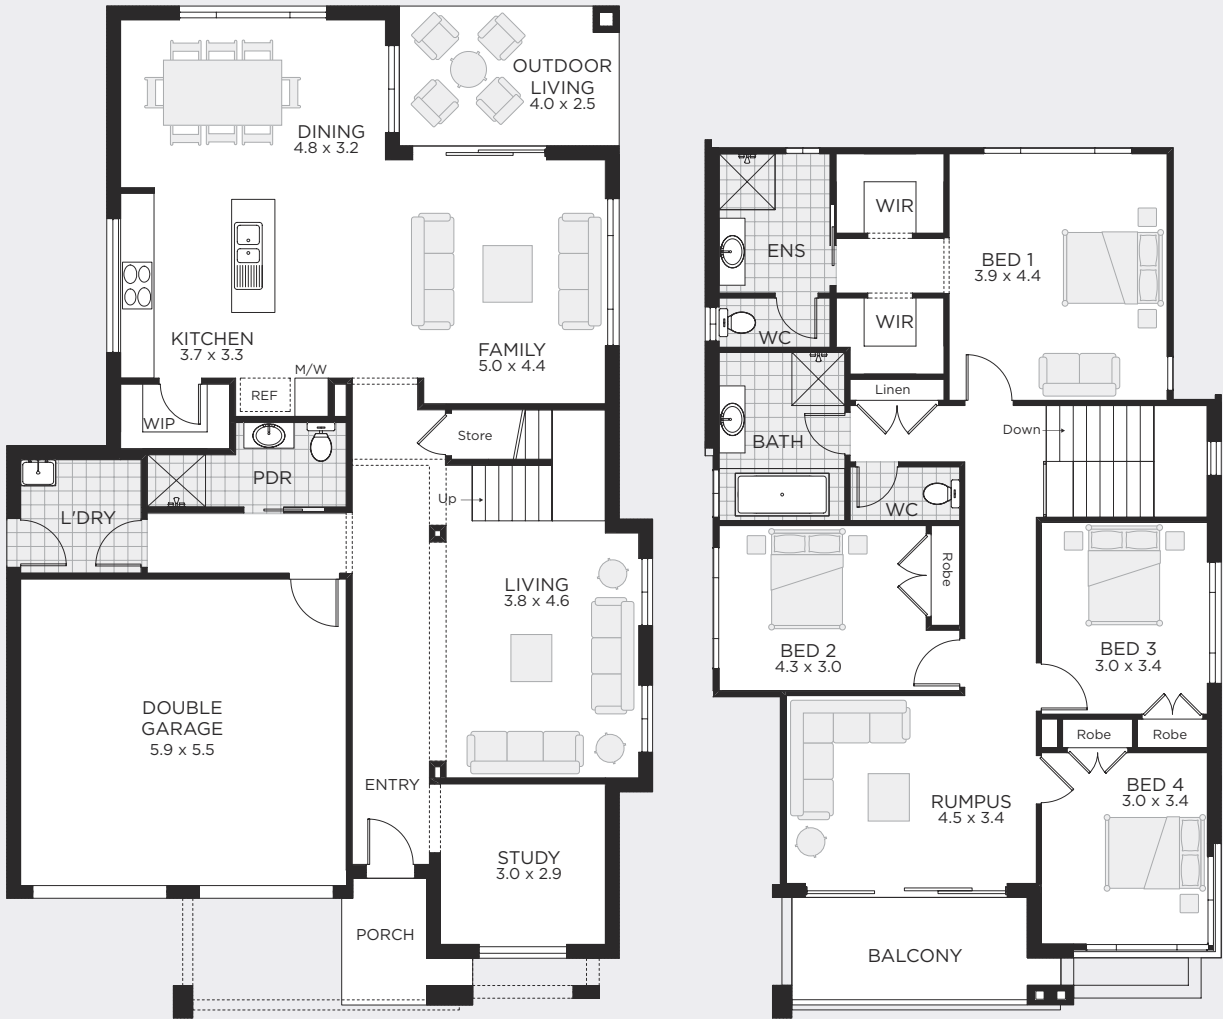 OUTDOOR
LIVING
4.0 x 2.5
DINING
4.8 x 3.2
KITCHEN
3.7 x 3.3
FAMILY
5.0 x 4.4
M/W
REF
WIP
Store
PDR
Up
L'DRY
LIVING
3.8 x 4.6
DOUBLE
GARAGE
5.9 x 5.5
ENTRY
STUDY
3.0 x 2.9
PORCH
WIR
ENS
BED 1
3.9 x 4.4
WIR
WC
Linen
Down
BATH
WC
Robe
BED 2
4.3 x 3.0
BED 3
3.0 x 3.4
Robe
Robe
BED 4
3.0 x 3.4
RUMPUS
4.5 x 3.4
BALCONY